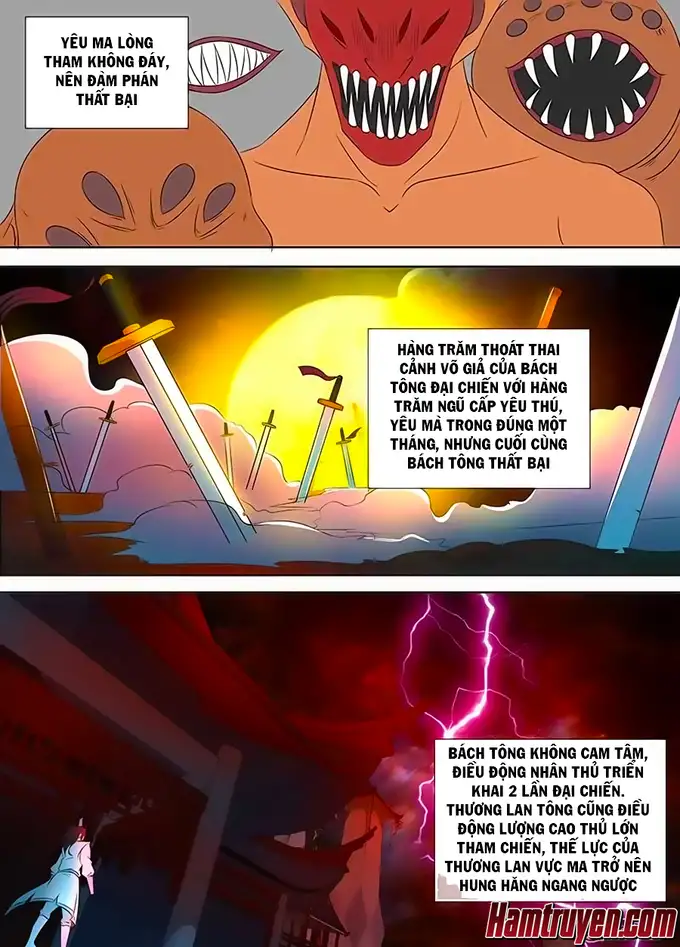 YÊU MA LÒNG
THAM KHÔNG ĐÁY,
NÊN ĐÀM PHÁN
THẤT BẠI
HÀNG TRĂM THOÁT THAI
CẢNH VÕ GIẢ CỦA BÁCH
TÔNG ĐẠI CHIẾN VỚI HÀNG
TRĂM NGŨ CẤP YÊU THÚ,
YÊU MA TRONG ĐÚNG MỘT
THÁNG, NHƯNG CUỐI CÙNG
BÁCH TÔNG THẤT BẠI
BÁCH TÔNG KHÔNG CAM TÂM,
ĐIỀU ĐỘNG NHÂN THỦ TRIỂN
KHAI 2 LẦN ĐẠI CHIẾN.
THƯƠNG LAN TÔNG CŨNG ĐIỀU
ĐỘNG LƯỢNG CAO THỦ LỚN
THAM CHIẾN, THẾ LỰC CỦA
THƯƠNG LAN VỰC MA TRỞ NÊN
HUNG HĂNG NGANG NGƯỢC
Hamtruyen.com